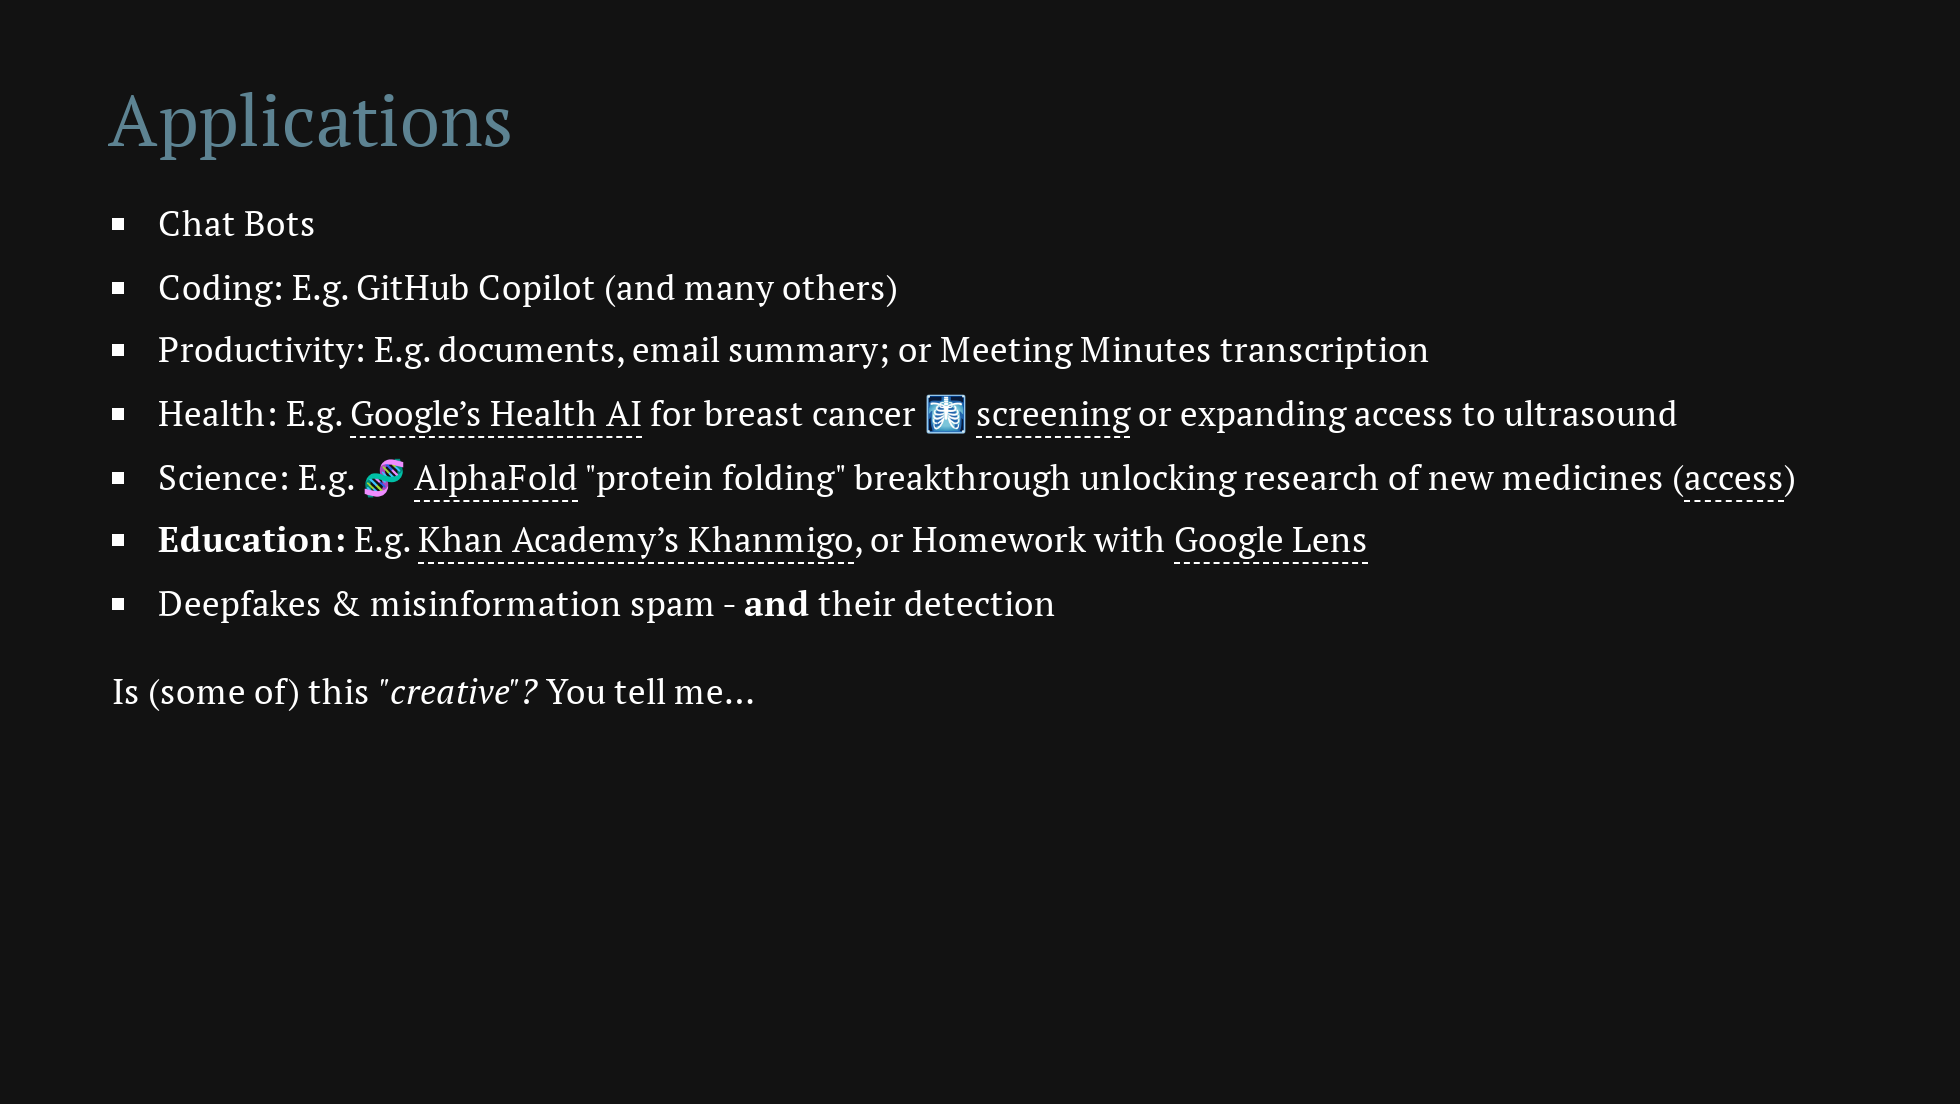 Applications
▪ Chat Bots
▪ Coding: E.g. GitHub Copilot (and many others)
▪ Productivity: E.g. documents, email summary; or Meeting Minutes transcription
▪ Health: E.g. Google’s Health AI for breast cancer 🩻 screening or expanding access to ultrasound
▪ Science: E.g. 🧬 AlphaFold "protein folding" breakthrough unlocking research of new medicines (access)
▪ Education: E.g. Khan Academy’s Khanmigo, or Homework with Google Lens
▪ Deepfakes & misinformation spam - and their detection
Is (some of) this "creative"? You tell me…